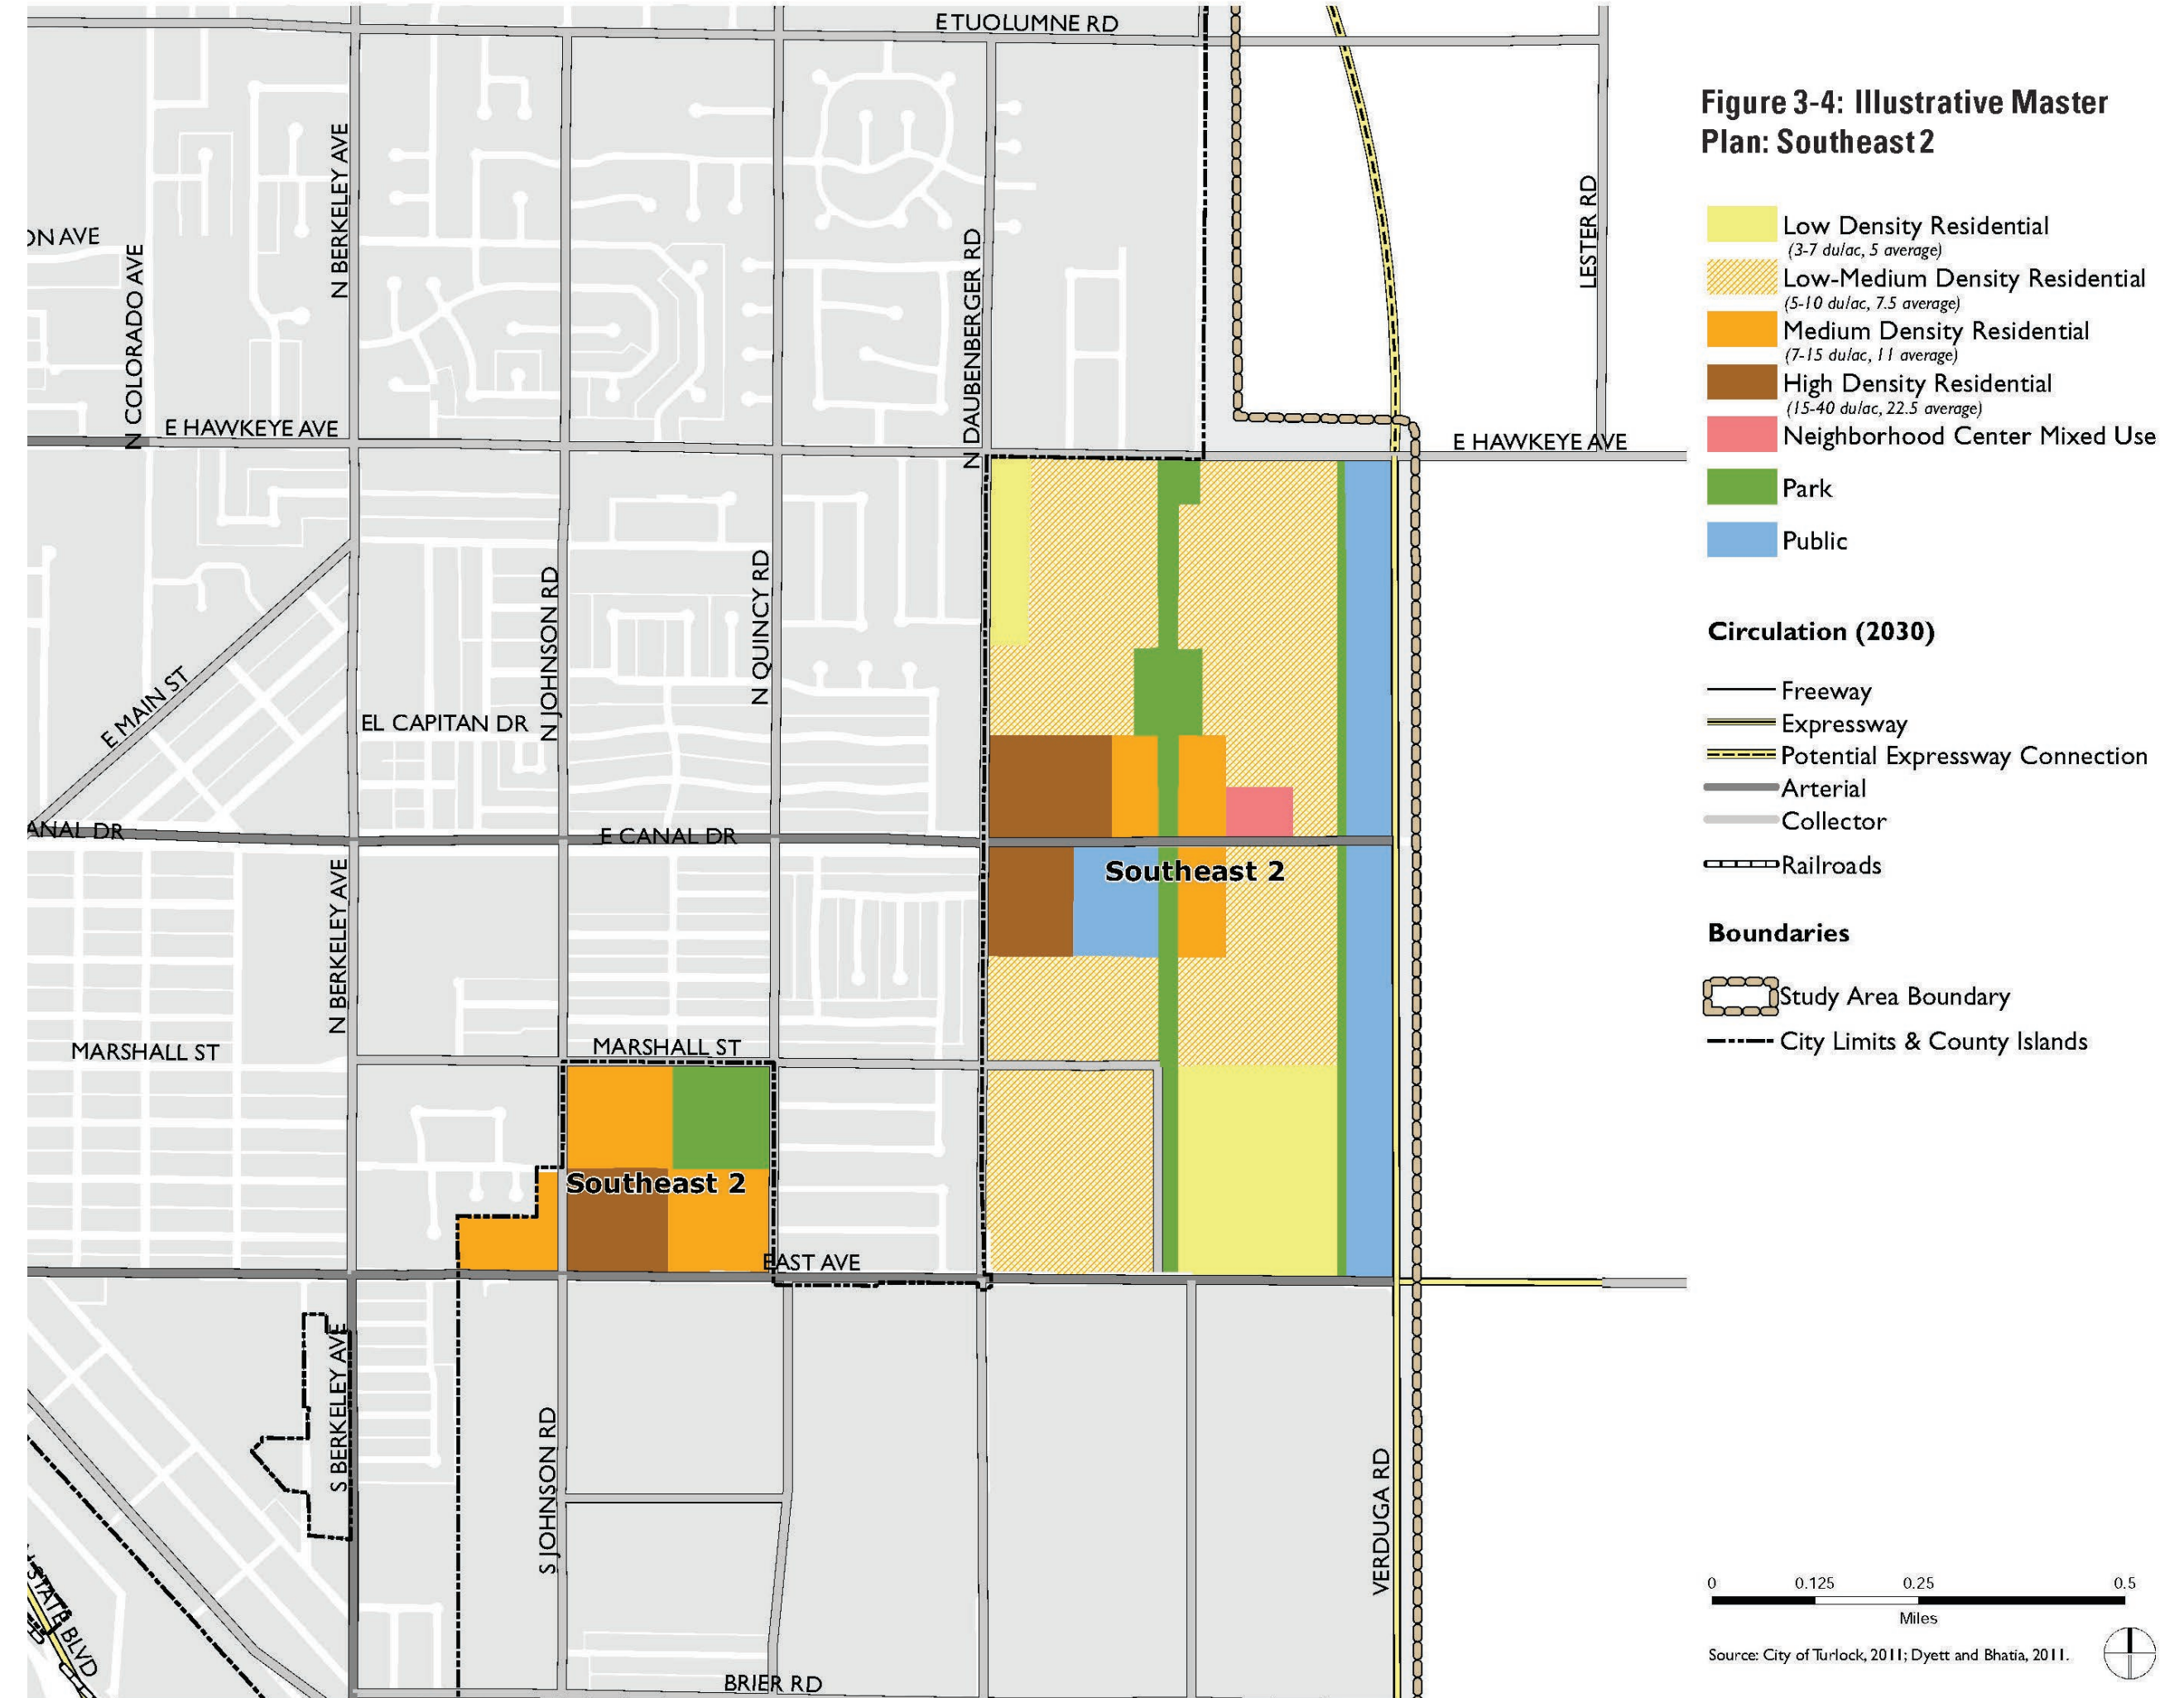 E TUOLUMNE RD
Figure 3-4: Illustrative Master
Plan: Southeast 2
N BERKELEY AVE
LESTER RD
Low Density Residential
(3-7 du/ac, 5 average)
ON AVE
N COLORADO AVE
N DAUBENBERGER RD
Low-Medium Density Residential
(5-10 du/ac, 7.5 average)
Medium Density Residential
(7-15 du/ac, 11 average)
High Density Residential
(15-40 du/ac, 22.5 average)
E HAWKEYE AVE
E HAWKEYE AVE
Neighborhood Center Mixed Use
Park
Public
N JOHNSON RD
N QUINCY RD
Circulation (2030)
E MAIN ST
EL CAPITAN DR
Freeway
Expressway
Potential Expressway Connection
Arterial
Collector
ANAL DR
E CANAL DR
Southeast 2
Railroads
N BERKELEY AVE
Boundaries
Study Area Boundary
MARSHALL ST
MARSHALL ST
City Limits & County Islands
Southeast 2
EAST AVE
S BERKELEY AVE
S JOHNSON RD
VERDUGA RD
STATE BLVD
0 0.125 0.25 0.5
Miles
Source: City of Turlock, 2011; Dyett and Bhatia, 2011.
BRIER RD